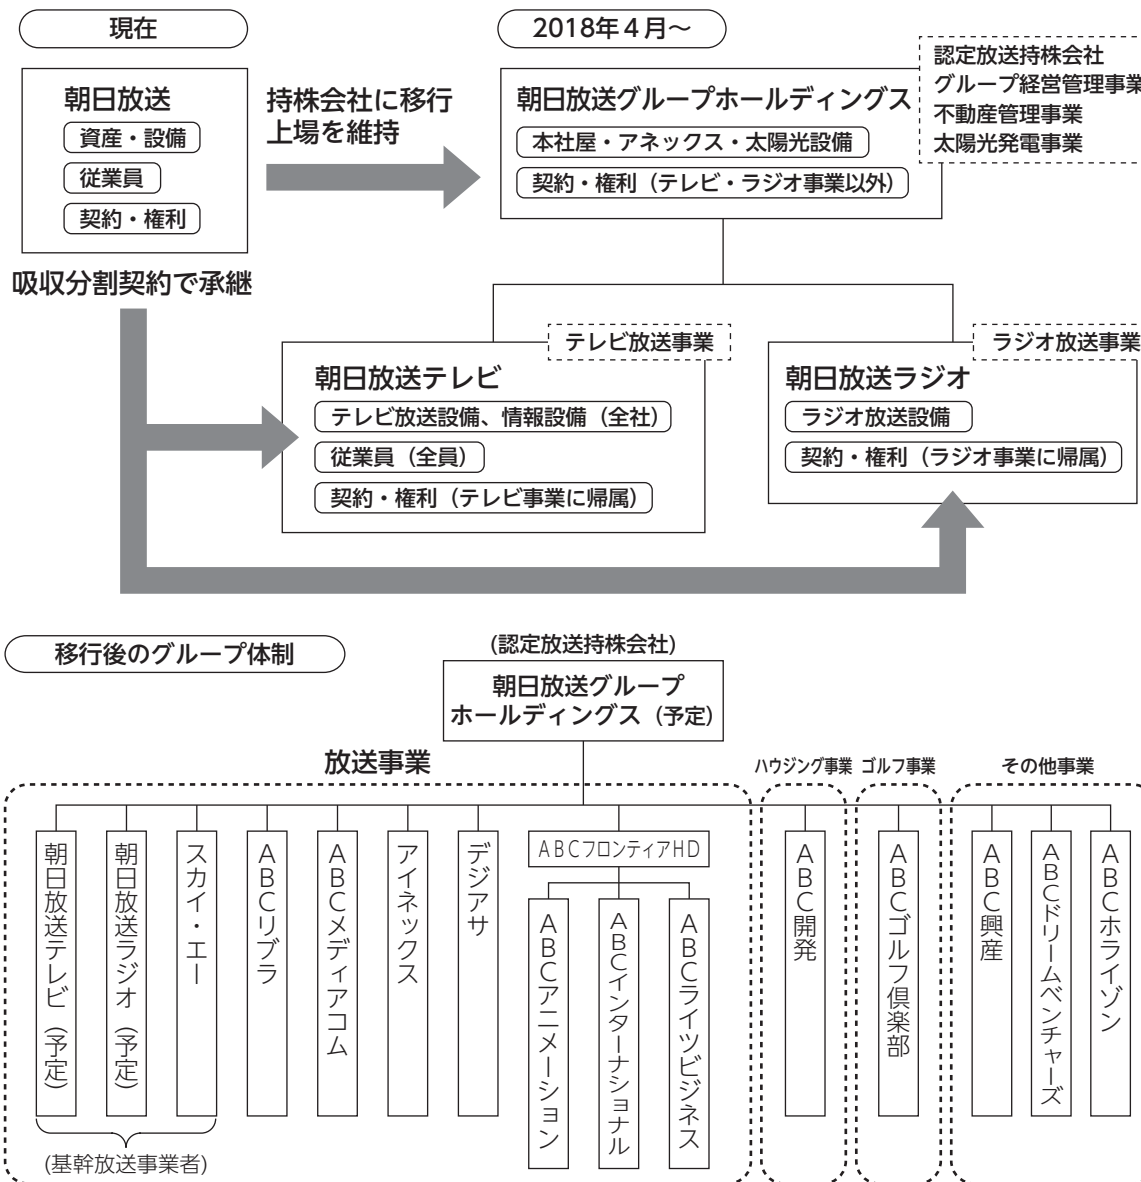 現在
朝日放送
資産・設備
従業員
契約・権利
持株会社に移行
上場を維持
吸収分割契約で承継
2018年4月～
朝日放送グループホールディングス
本社屋・アネックス・太陽光設備
契約・権利（テレビ・ラジオ事業以外）
認定放送持株会社
グループ経営管理事業
不動産管理事業
太陽光発電事業
テレビ放送事業
朝日放送テレビ
テレビ放送設備、情報設備（全社）
従業員（全員）
契約・権利（テレビ事業に帰属）
ラジオ放送事業
朝日放送ラジオ
ラジオ放送設備
契約・権利（ラジオ事業に帰属）
移行後のグループ体制
(認定放送持株会社)
朝日放送グループ
ホールディングス（予定）
放送事業
ハウジング事業
ゴルフ事業
その他事業
朝日放送テレビ（予定）
朝日放送ラジオ（予定）
スカイ・エー
ABCリブラ
ABCメディアコム
アイネックス
デジアサ
ABCフロンティアHD
ABCアニメーション
ABCインターナショナル
ABCライツビジネス
ABC開発
ABCゴルフ倶楽部
ABC興産
ABCドリームベンチャーズ
ABCホライゾン
(基幹放送事業者)